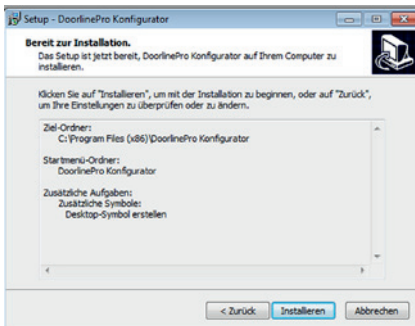 Setup - DoorlinePro Konfigurator
Bereit zur Installation.
Das Setup ist jetzt bereit, DoorlinePro Konfigurator auf Ihrem Computer zu
installieren.
Klicken Sie auf "Installieren", um mit der Installation zu beginnen, oder auf "Zurück",
um Ihre Einstellungen zu überprüfen oder zu ändern.
Ziel-Ordner:
C:\Program Files (x86)\DoorlinePro Konfigurator
Startmenü-Ordner:
DoorlinePro Konfigurator
Zusätzliche Aufgaben:
Zusätzliche Symbole:
Desktop-Symbol erstellen
< Zurück
Installieren
Abbrechen